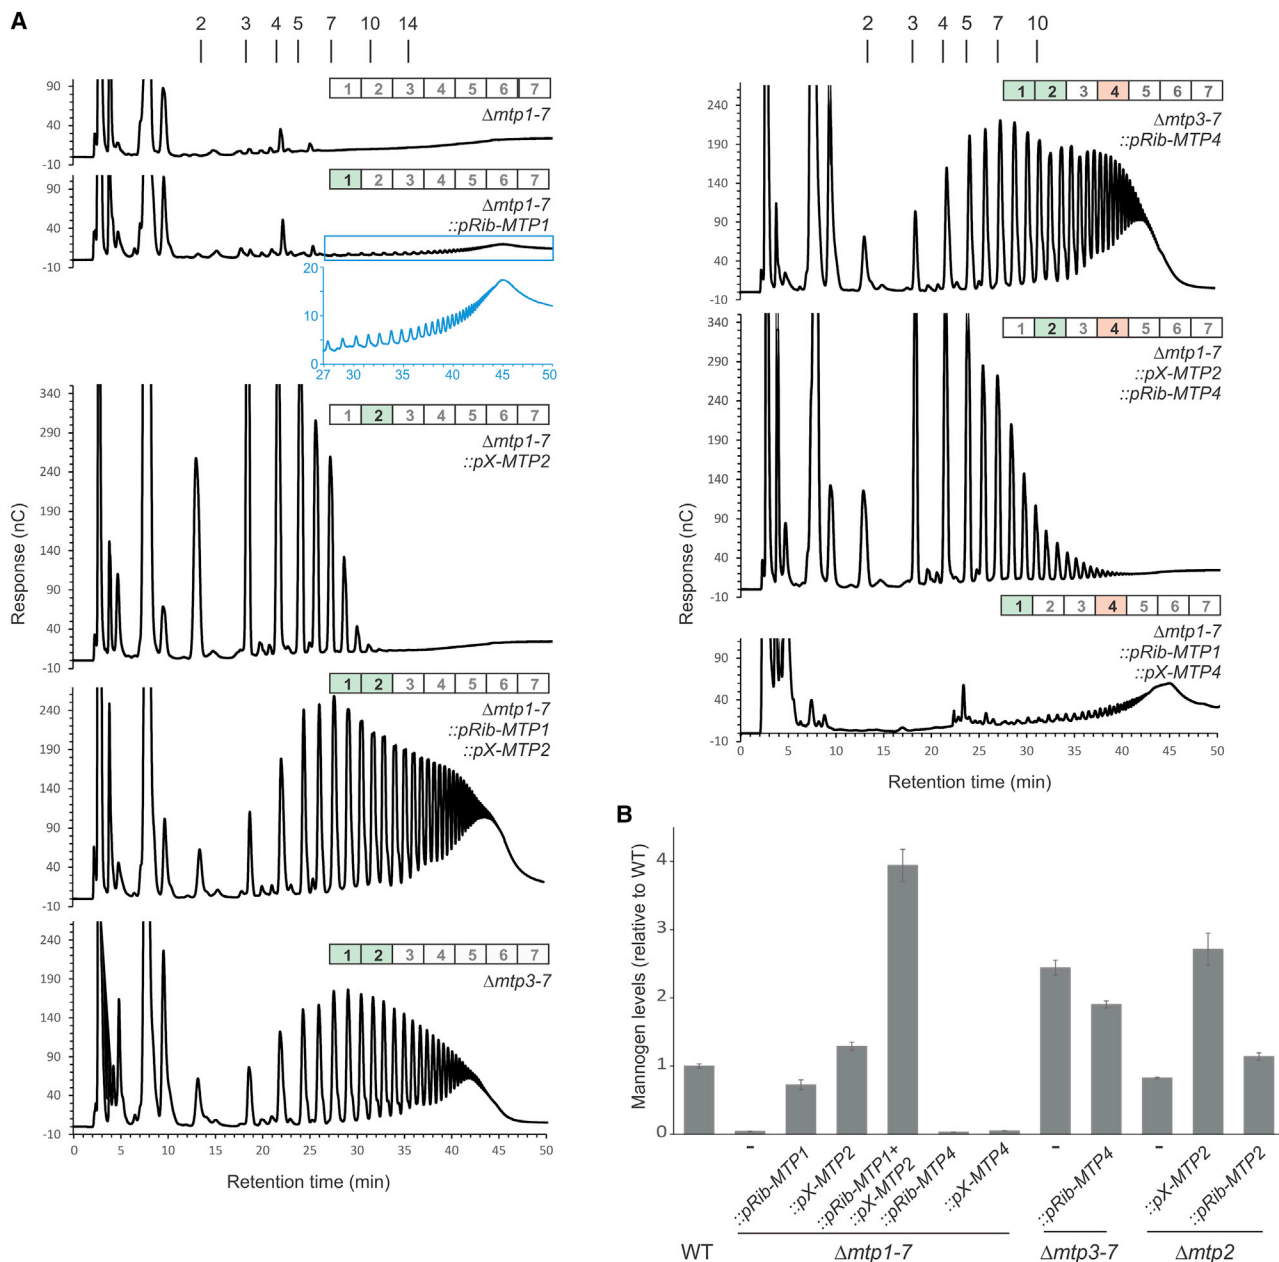 A
2 3 4 5 7 10 14
90
40
-10
1 2 3 4 5 6 7
Δmtp1-7
90
40
-10
1 2 3 4 5 6 7
Δmtp1-7
::pRib-MTP1
20
10
0
27 30 35 40 45 50
340
290
240
190
140
90
40
-10
1 2 3 4 5 6 7
Δmtp1-7
::pX-MTP2
Response (nC)
240
190
140
90
40
-10
1 2 3 4 5 6 7
Δmtp1-7
::pRib-MTP1
::pX-MTP2
240
190
140
90
40
-10
1 2 3 4 5 6 7
Δmtp3-7
0 5 10 15 20 25 30 35 40 45 50
Retention time (min)
2 3 4 5 7 10
240
190
140
90
40
-10
1 2 3 4 5 6 7
Δmtp3-7
::pRib-MTP4
340
290
240
190
140
90
40
-10
1 2 3 4 5 6 7
Δmtp1-7
::pX-MTP2
::pRib-MTP4
Response (nC)
90
40
-10
1 2 3 4 5 6 7
Δmtp1-7
::pRib-MTP1
::pX-MTP4
0 5 10 15 20 25 30 35 40 45 50
Retention time (min)
B
Mannogen levels (relative to WT)
4
3
2
1
0
WT
-
::pRib-MTP1
::pX-MTP2
::pRib-MTP1+
::pX-MTP2
::pRib-MTP4
::pX-MTP4
Δmtp1-7
-
::pRib-MTP4
Δmtp3-7
-
::pX-MTP2
::pRib-MTP2
Δmtp2